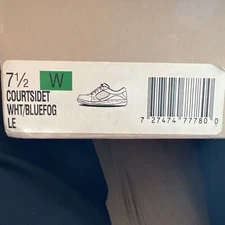 7½ W
COURTSIDET
WHT/BLUEFOG
LE
7 27474 77780 0